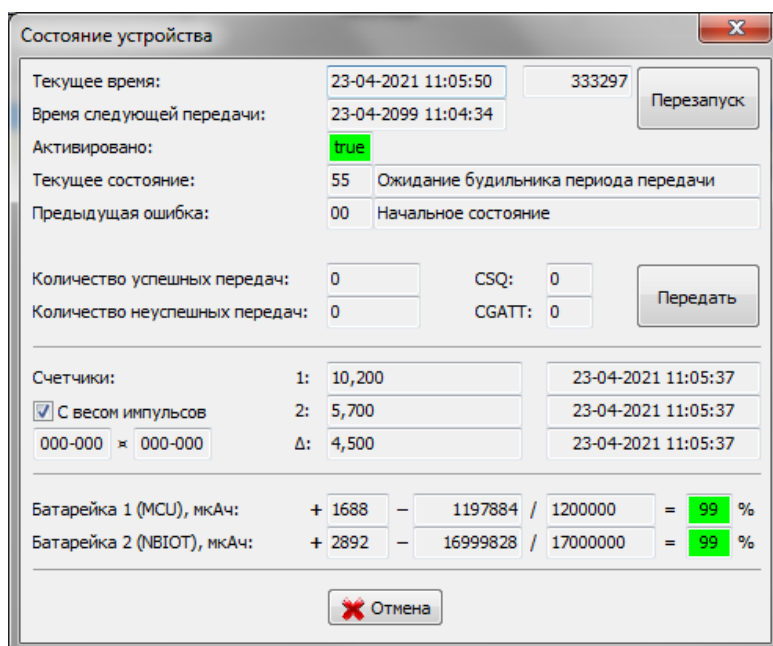 Состояние устройства
Текущее время: 23-04-2021 11:05:50 333297 Перезапуск
Время следующей передачи: 23-04-2099 11:04:34
Активировано: true
Текущее состояние: 55 Ожидание будильника периода передачи
Предыдущая ошибка: 00 Начальное состояние
Количество успешных передач: 0 CSQ: 0 Передать
Количество неуспешных передач: 0 CGATT: 0
Счетчики: 1: 10,200 23-04-2021 11:05:37
С весом импульсов 2: 5,700 23-04-2021 11:05:37
000-000 × 000-000 Δ: 4,500 23-04-2021 11:05:37
Батарейка 1 (MCU), мкАч: + 1688 – 1197884 / 1200000 = 99 %
Батарейка 2 (NBIOT), мкАч: + 2892 – 16999828 / 17000000 = 99 %
Отмена